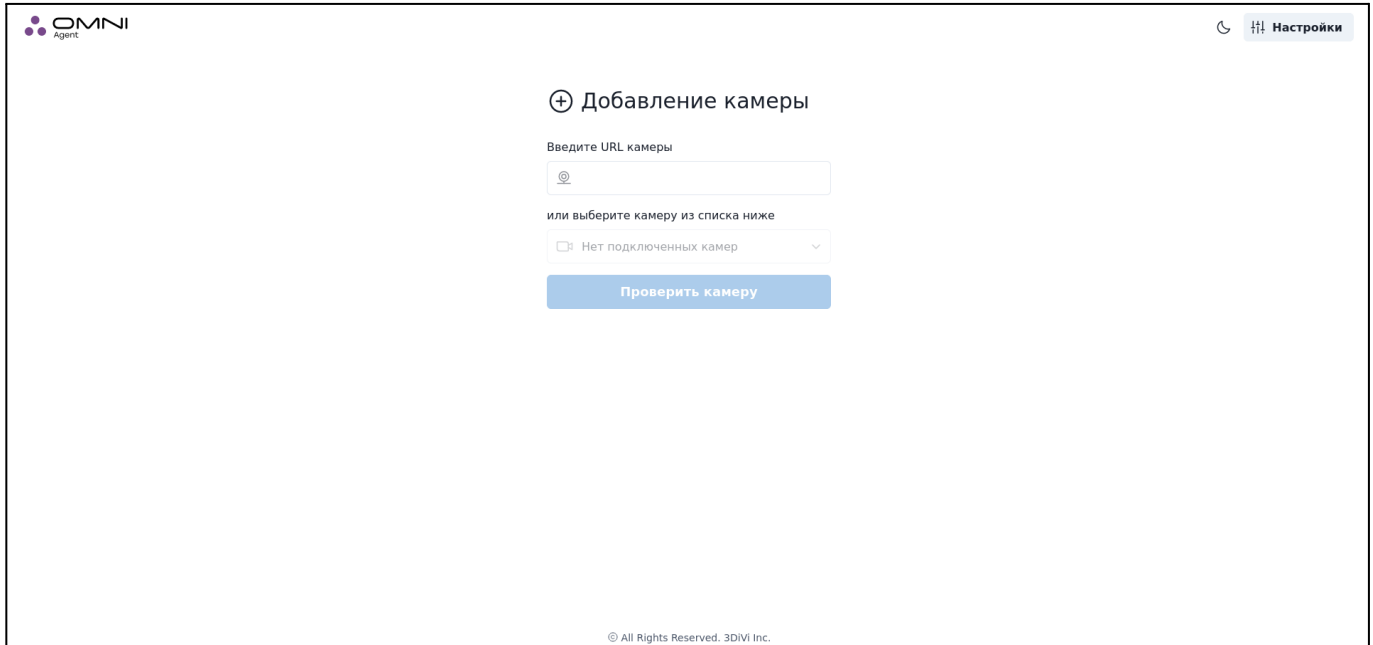 OMNI
Agent
Настройки
Добавление камеры
Введите URL камеры
или выберите камеру из списка ниже
Нет подключенных камер
Проверить камеру
© All Rights Reserved. 3DiVi Inc.